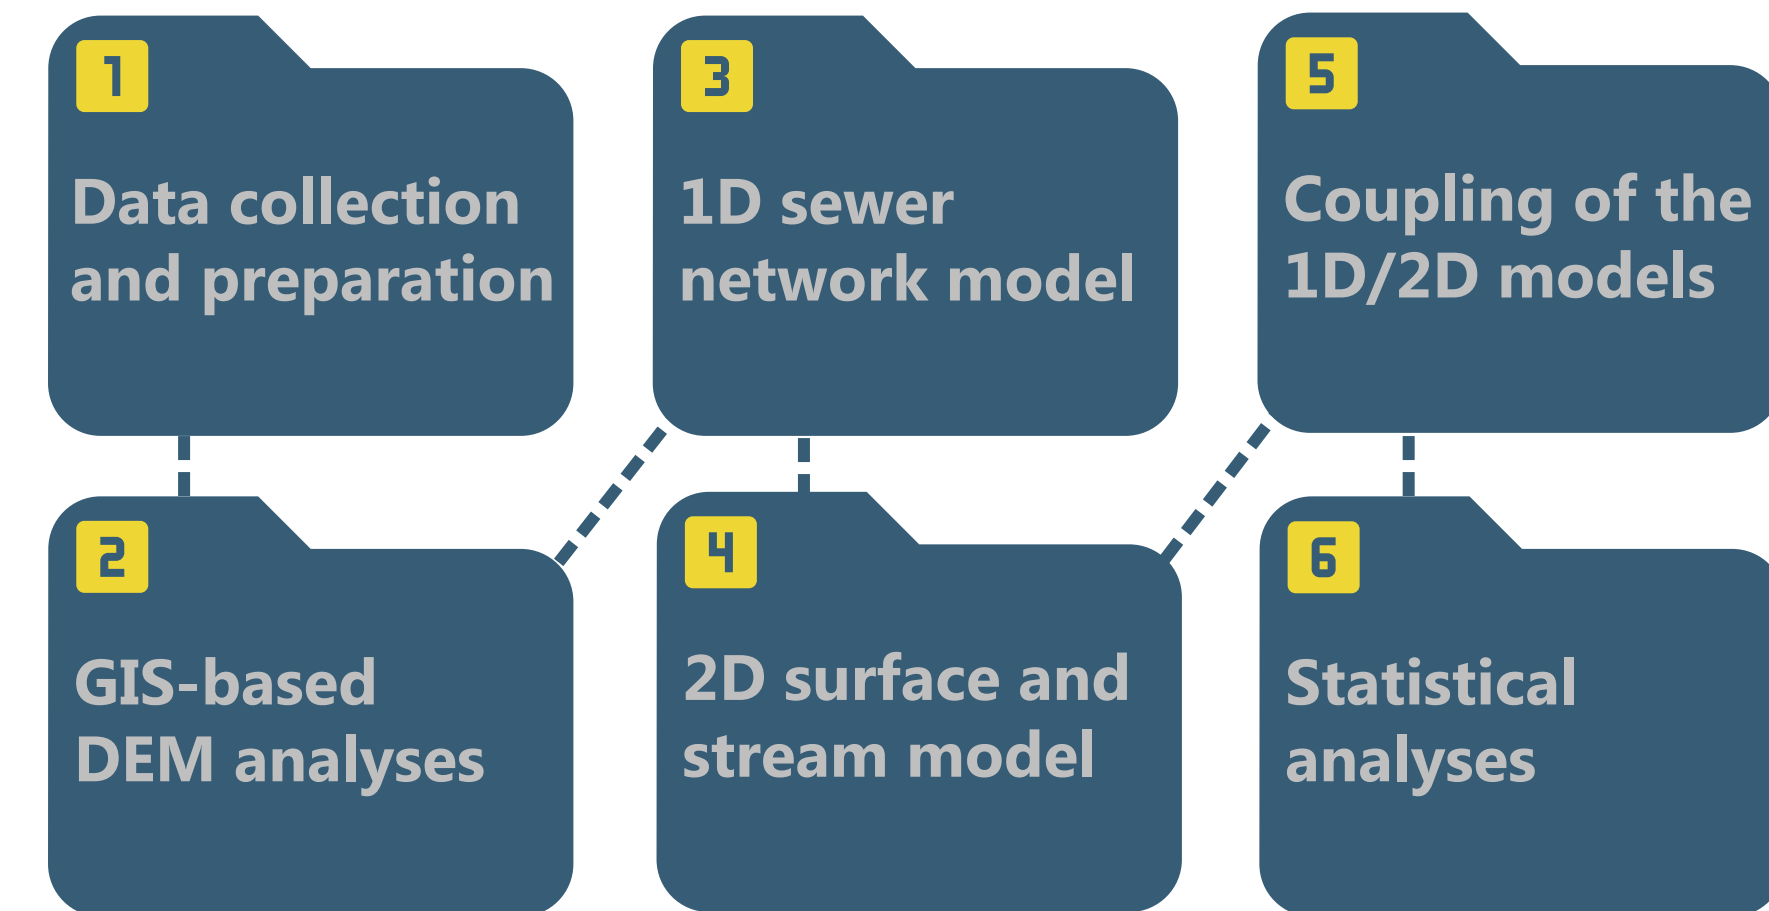 1
Data collection
and preparation
2
GIS-based
DEM analyses
3
1D sewer
network model
4
2D surface and
stream model
5
Coupling of the
1D/2D models
6
Statistical
analyses